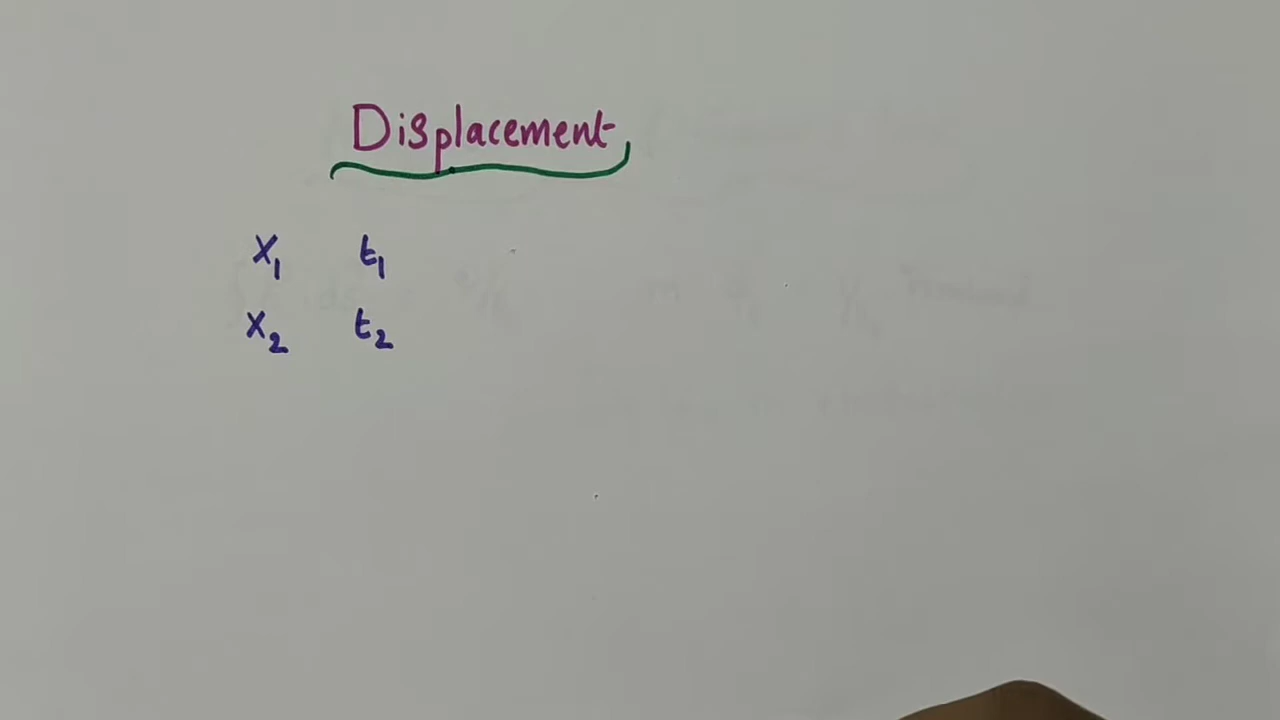 Displacement
x₁ t₁
x₂ t₂